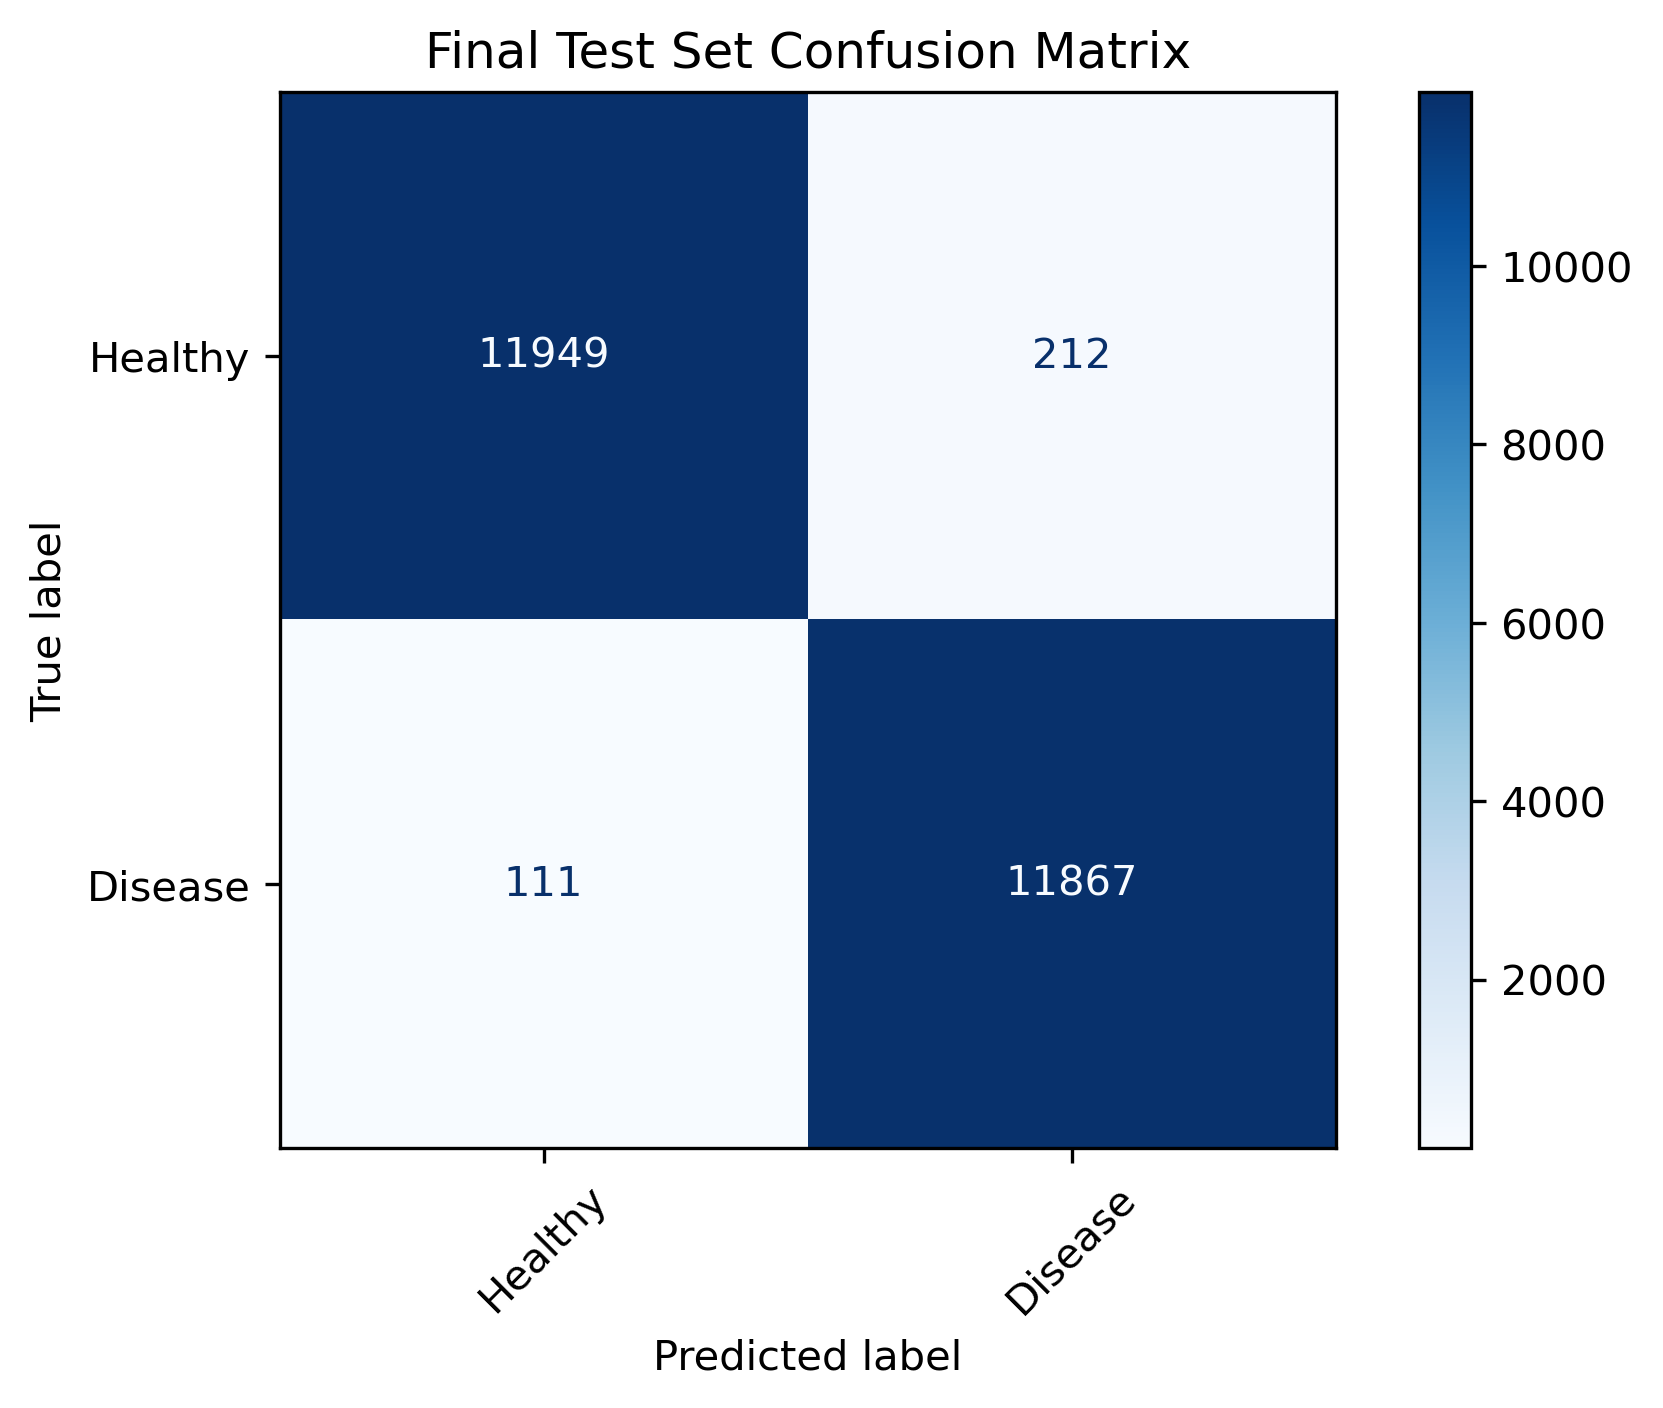 Final Test Set Confusion Matrix
True label
Healthy
Disease
11949
212
111
11867
Healthy
Disease
Predicted label
10000
8000
6000
4000
2000